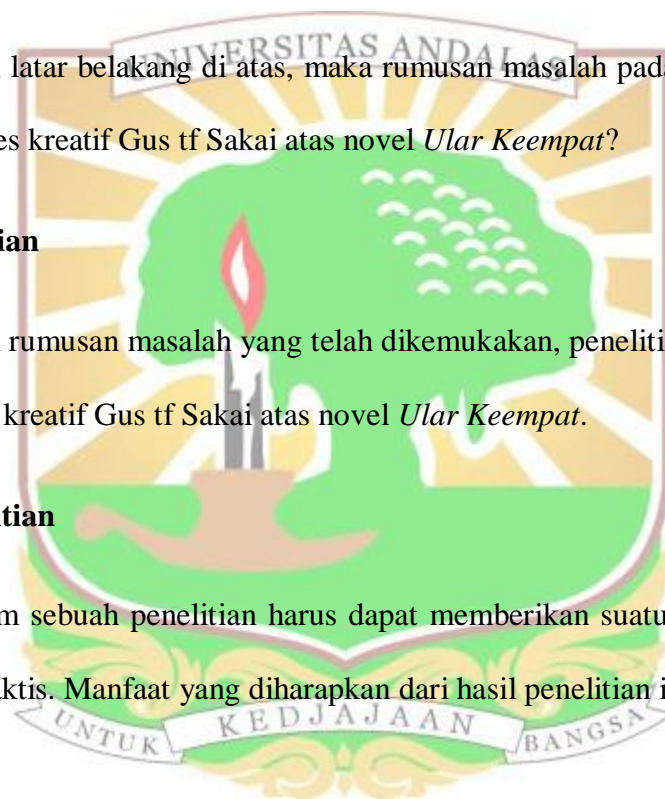 UNIVERSITAS ANDALAS
latar belakang di atas, maka rumusan masalah pada
es kreatif Gus tf Sakai atas novel Ular Keempat?
ian
rumusan masalah yang telah dikemukakan, peneliti
kreatif Gus tf Sakai atas novel Ular Keempat.
itian
m sebuah penelitian harus dapat memberikan suatu
aktis. Manfaat yang diharapkan dari hasil penelitian i
UNTUK KEDJAJAAN BANGSA